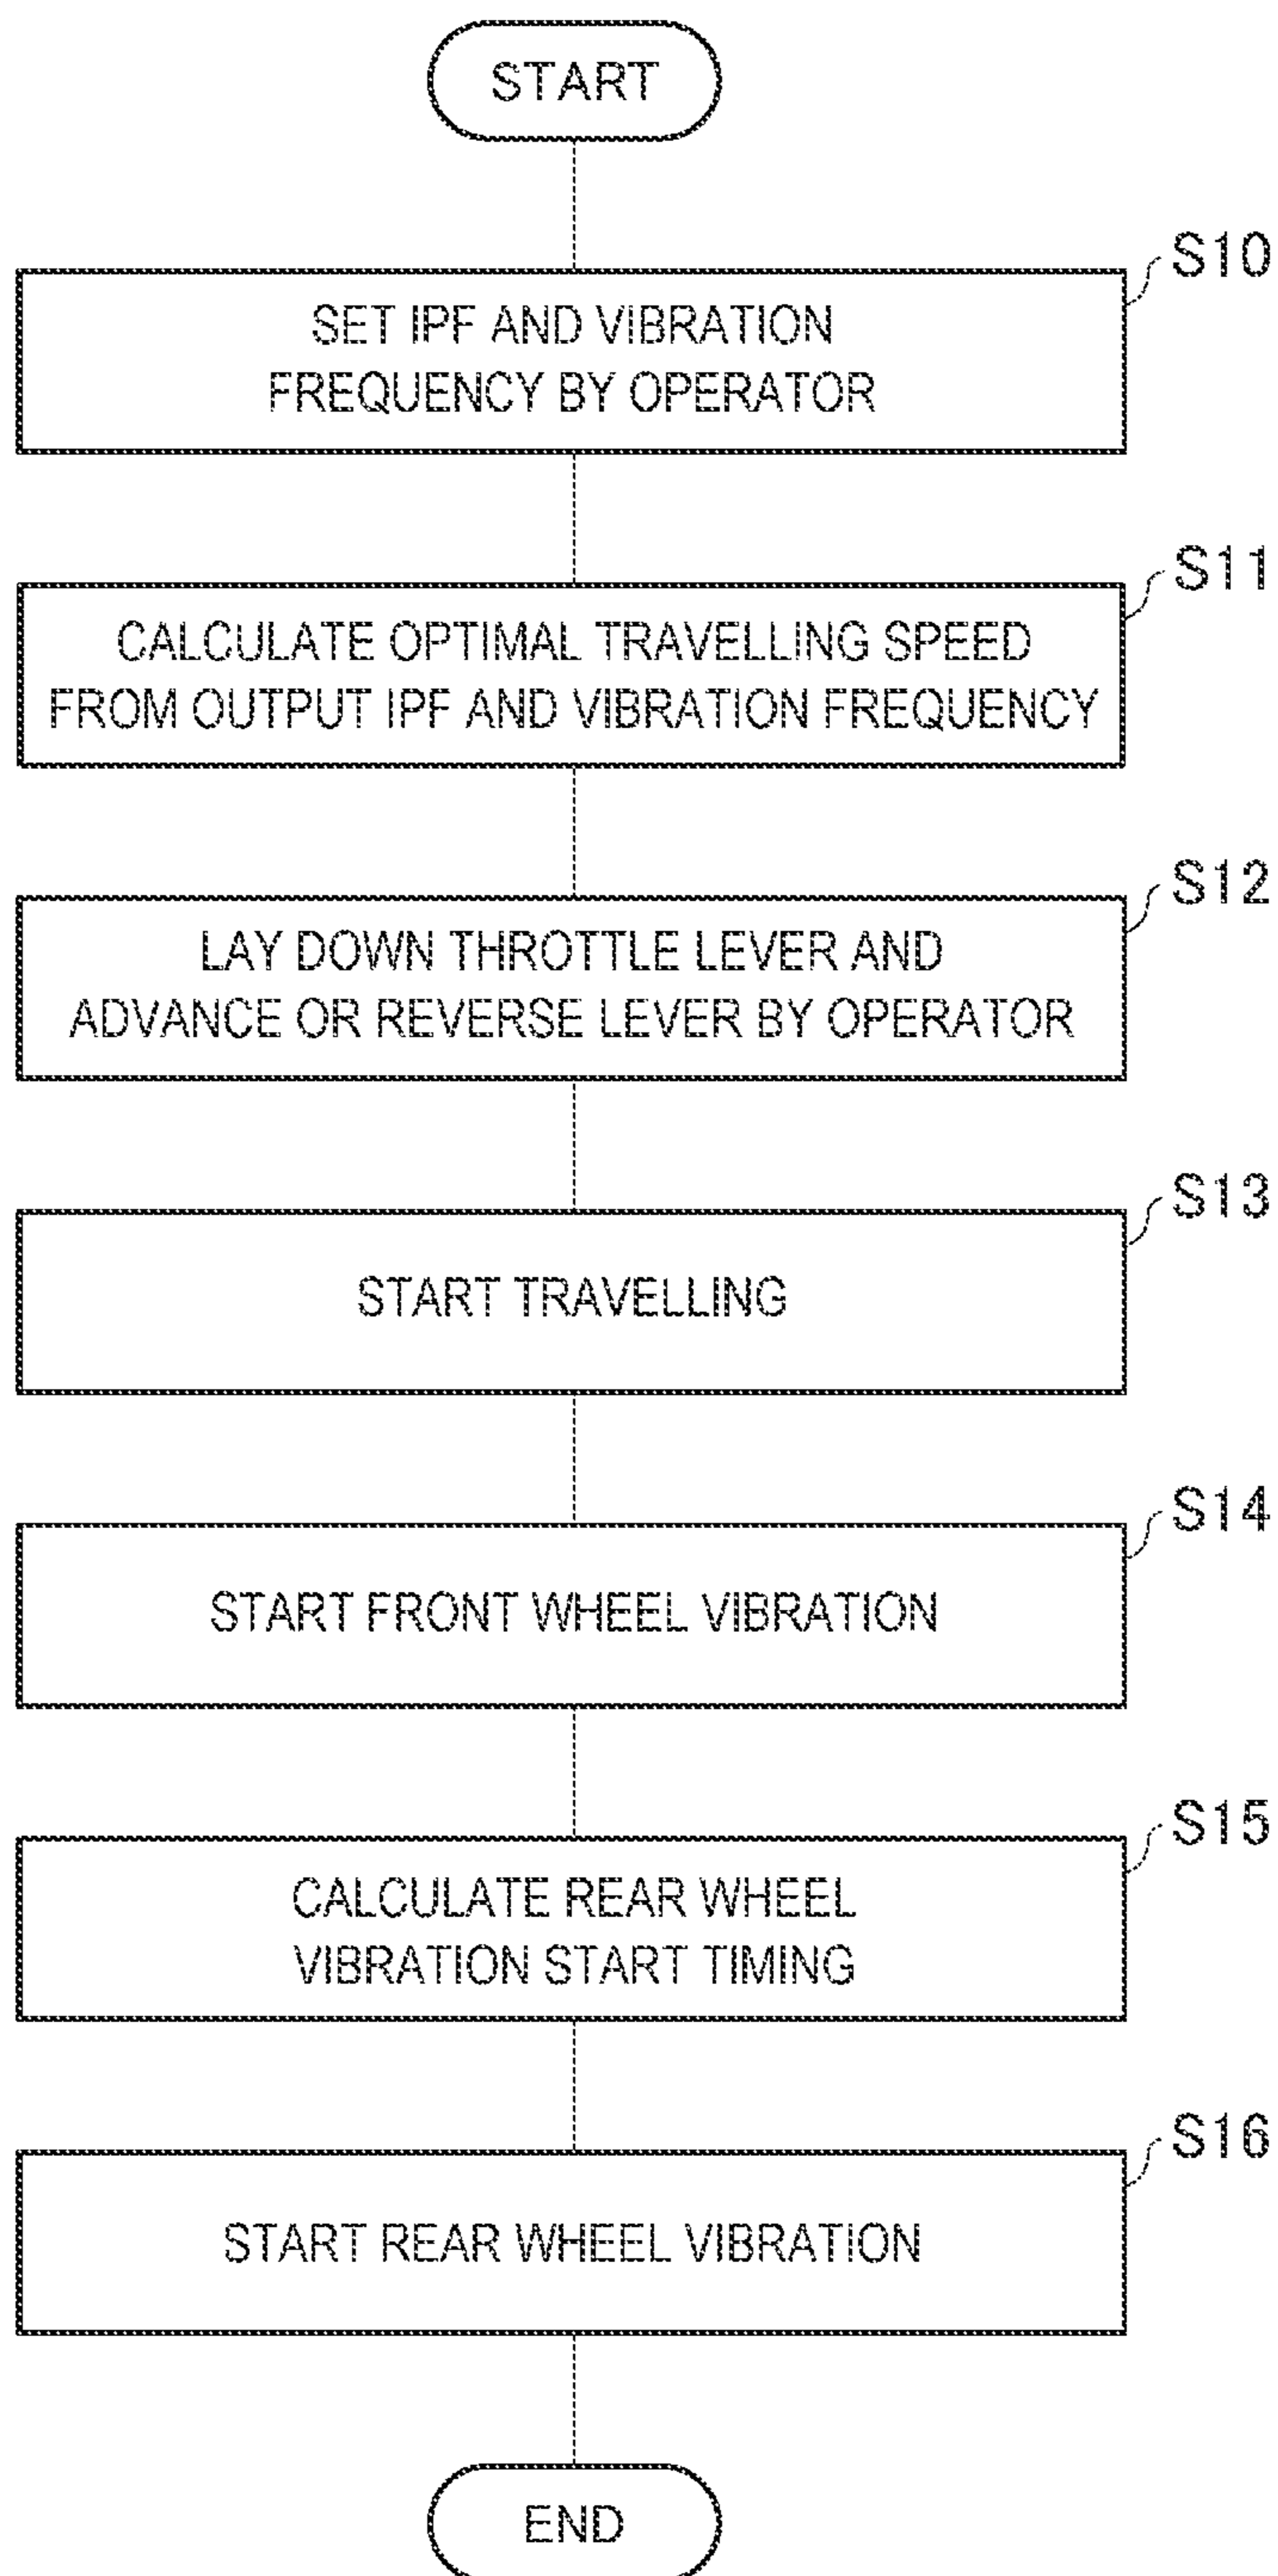 START
S10
SET IPF AND VIBRATION
FREQUENCY BY OPERATOR
S11
CALCULATE OPTIMAL TRAVELLING SPEED
FROM OUTPUT IPF AND VIBRATION FREQUENCY
S12
LAY DOWN THROTTLE LEVER AND
ADVANCE OR REVERSE LEVER BY OPERATOR
S13
START TRAVELLING
S14
START FRONT WHEEL VIBRATION
S15
CALCULATE REAR WHEEL
VIBRATION START TIMING
S16
START REAR WHEEL VIBRATION
END